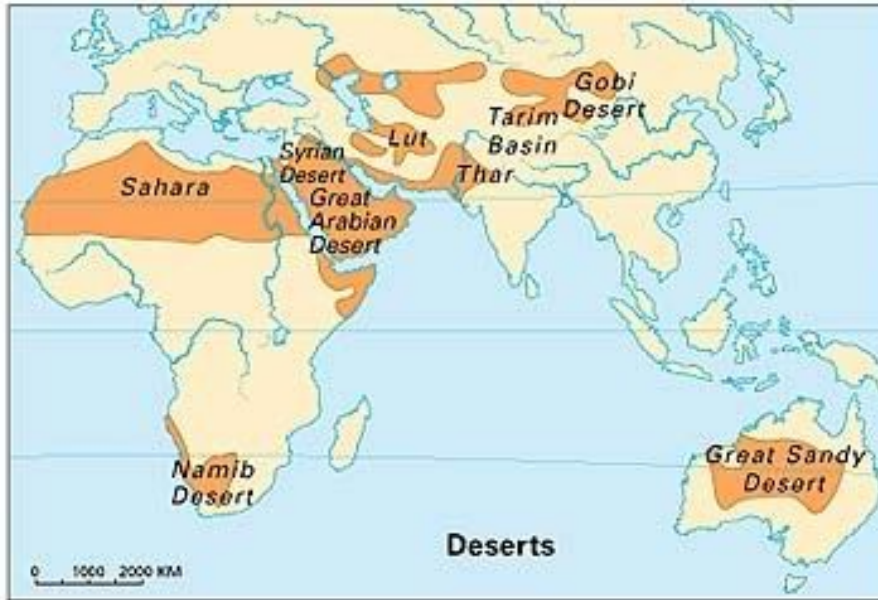 Gobi
Desert
Tarim
Basin
Lut
Syrian
Desert
Thar
Sahara
Great
Arabian
Desert
Namib
Desert
Great Sandy
Desert
Deserts
0 1000 2000 KM